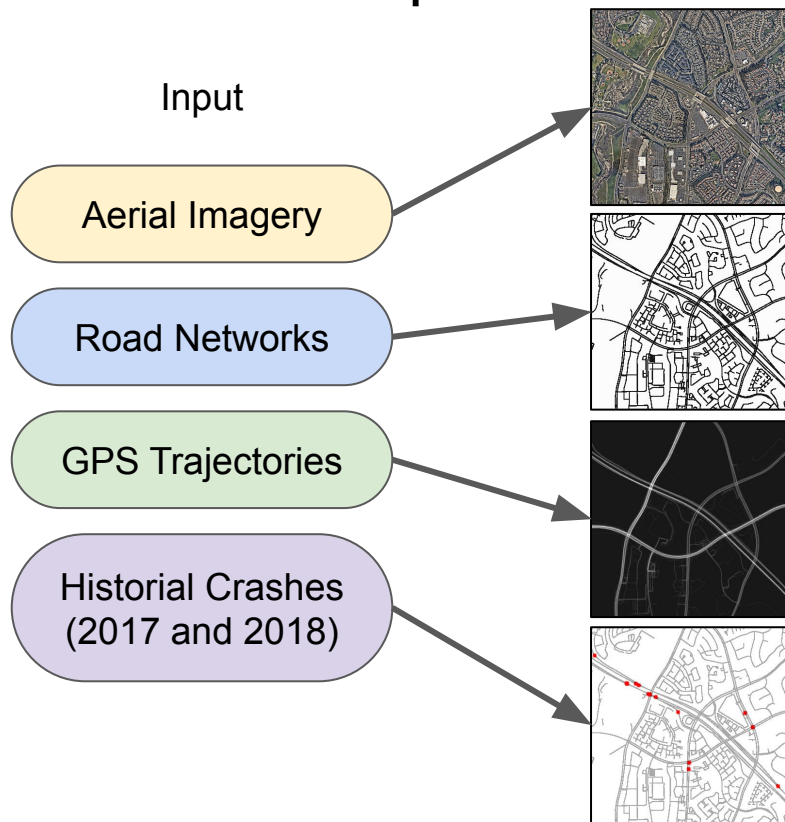 Input
Aerial Imagery
Road Networks
GPS Trajectories
Historial Crashes
(2017 and 2018)